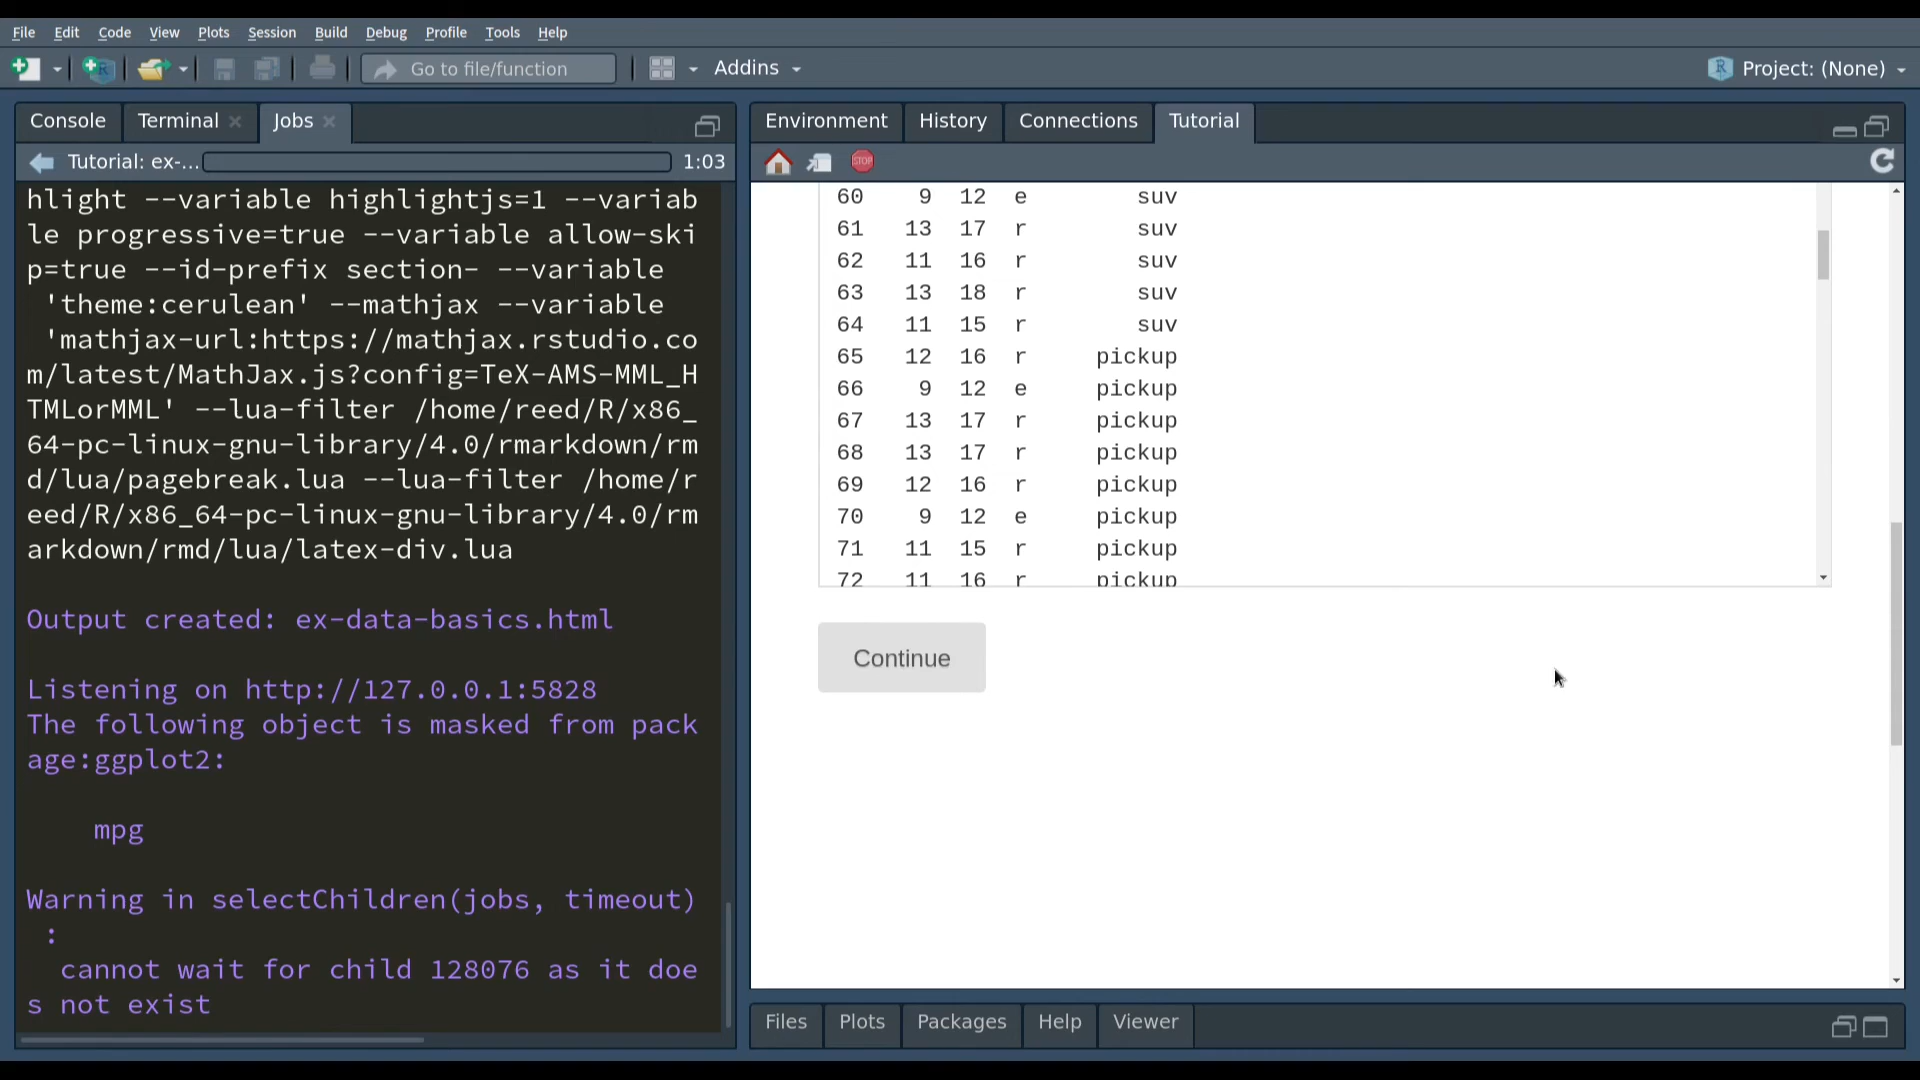 File Edit Code View Plots Session Build Debug Profile Tools Help
Go to file/function Addins Project: (None)
Console Terminal Jobs
Tutorial: ex-... 1:03
hlight --variable highlightjs=1 --variab
le progressive=true --variable allow-ski
p=true --id-prefix section- --variable
'theme:cerulean' --mathjax --variable
'mathjax-url:https://mathjax.rstudio.co
m/latest/MathJax.js?config=TeX-AMS-MML_H
TMLorMML' --lua-filter /home/reed/R/x86_
64-pc-linux-gnu-library/4.0/rmarkdown/rm
d/lua/pagebreak.lua --lua-filter /home/r
eed/R/x86_64-pc-linux-gnu-library/4.0/rm
arkdown/rmd/lua/latex-div.lua
Output created: ex-data-basics.html
Listening on http://127.0.0.1:5828
The following object is masked from pack
age:ggplot2:
mpg
Warning in selectChildren(jobs, timeout)
:
cannot wait for child 128076 as it doe
s not exist
Environment History Connections Tutorial
STOP
60 9 12 e suv
61 13 17 r suv
62 11 16 r suv
63 13 18 r suv
64 11 15 r suv
65 12 16 r pickup
66 9 12 e pickup
67 13 17 r pickup
68 13 17 r pickup
69 12 16 r pickup
70 9 12 e pickup
71 11 15 r pickup
72 11 16 r pickup
Continue
Files Plots Packages Help Viewer